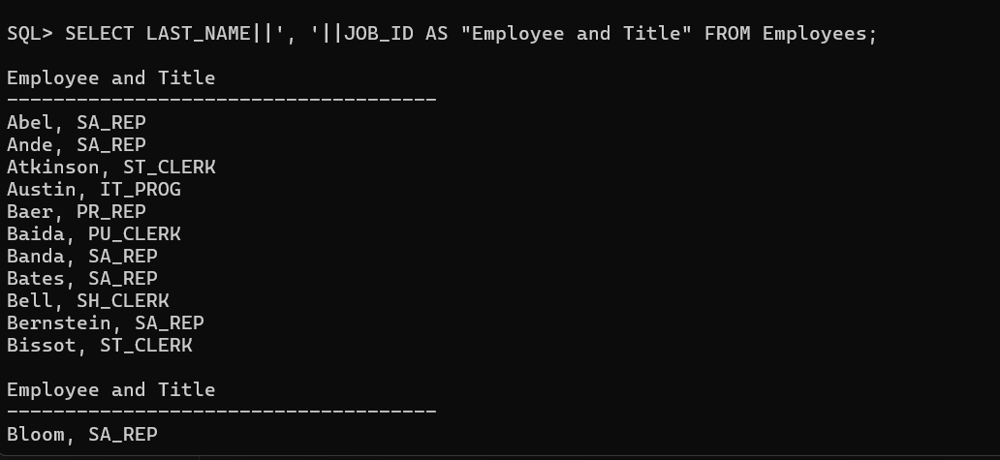 SQL> SELECT LAST_NAME||', '||JOB_ID AS "Employee and Title" FROM Employees;
Employee and Title
-------------------------------------
Abel, SA_REP
Ande, SA_REP
Atkinson, ST_CLERK
Austin, IT_PROG
Baer, PR_REP
Baida, PU_CLERK
Banda, SA_REP
Bates, SA_REP
Bell, SH_CLERK
Bernstein, SA_REP
Bissot, ST_CLERK
Employee and Title
-------------------------------------
Bloom, SA_REP